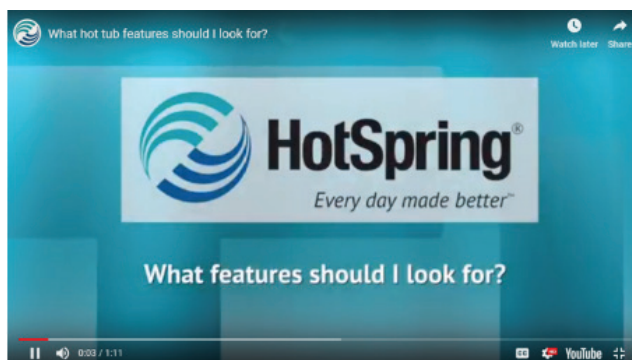 What hot tub features should I look for?
Watch later Share
HotSpring®
Every day made better™
What features should I look for?
0:03 / 1:11
CC
YouTube